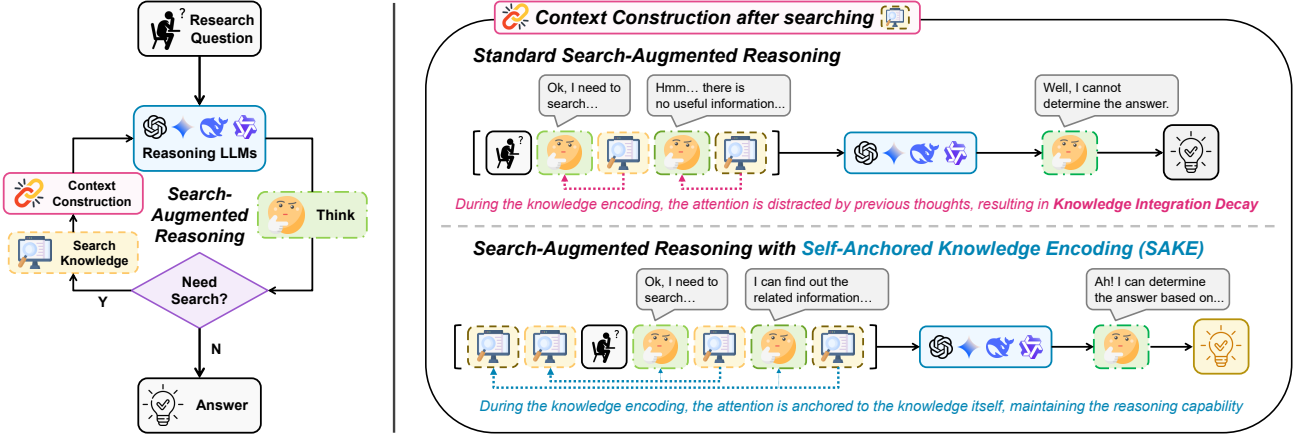 ?
Research
Question
Reasoning LLMs
Context
Construction
Search-
Augmented
Reasoning
Think
Search
Knowledge
Need
Search?
Y
N
Answer
Context Construction after searching
Standard Search-Augmented Reasoning
Ok, I need to
search…
Hmm… there is
no useful information...
Well, I cannot
determine the answer.
[ ? ]
During the knowledge encoding, the attention is distracted by previous thoughts, resulting in Knowledge Integration Decay
Search-Augmented Reasoning with Self-Anchored Knowledge Encoding (SAKE)
Ok, I need to
search…
I can find out the
related information…
Ah! I can determine
the answer based on...
[ ? ]
During the knowledge encoding, the attention is anchored to the knowledge itself, maintaining the reasoning capability